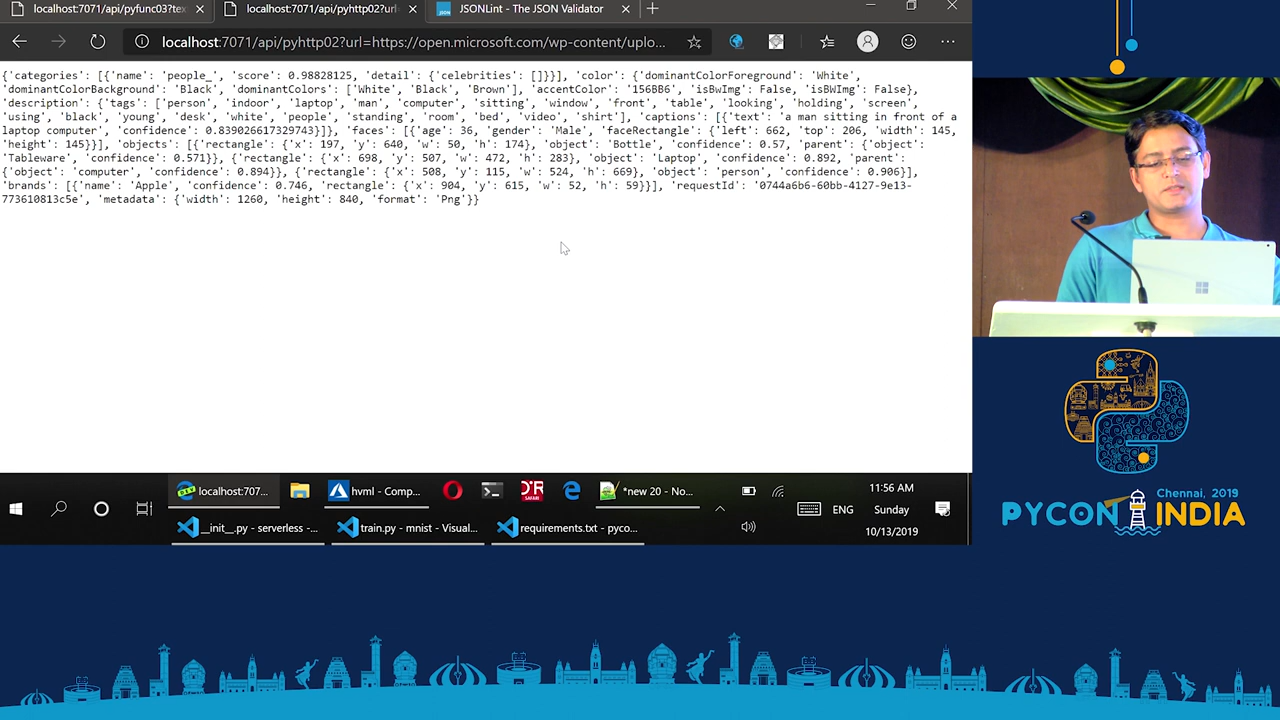 localhost:7071/api/pyfunc03?tex
localhost:7071/api/pyhttp02?url=
JSONLint - The JSON Validator
localhost:7071/api/pyhttp02?url=https://open.microsoft.com/wp-content/uplo...
{'categories': [{'name': 'people_', 'score': 0.98828125, 'detail': {'celebrities': []}}], 'color': {'dominantColorForeground': 'White',
'dominantColorBackground': 'Black', 'dominantColors': ['White', 'Black', 'Brown'], 'accentColor': '156BB6', 'isBwImg': False, 'isBWImg': False},
'description': {'tags': ['person', 'indoor', 'laptop', 'man', 'computer', 'sitting', 'window', 'front', 'table', 'looking', 'holding', 'screen',
'using', 'black', 'young', 'desk', 'white', 'people', 'standing', 'room', 'bed', 'video', 'shirt'], 'captions': [{'text': 'a man sitting in front of a
laptop computer', 'confidence': 0.839026617329743}]}, 'faces': [{'age': 36, 'gender': 'Male', 'faceRectangle': {'left': 662, 'top': 206, 'width': 145,
'height': 145}}], 'objects': [{'rectangle': {'x': 197, 'y': 640, 'w': 50, 'h': 174}, 'object': 'Bottle', 'confidence': 0.57, 'parent': {'object':
'Tableware', 'confidence': 0.571}}, {'rectangle': {'x': 698, 'y': 507, 'w': 472, 'h': 283}, 'object': 'Laptop', 'confidence': 0.892, 'parent':
{'object': 'computer', 'confidence': 0.894}}, {'rectangle': {'x': 508, 'y': 115, 'w': 524, 'h': 669}, 'object': 'person', 'confidence': 0.906}],
'brands': [{'name': 'Apple', 'confidence': 0.746, 'rectangle': {'x': 904, 'y': 615, 'w': 52, 'h': 59}}], 'requestId': '0744a6b6-60bb-4127-9e13-
773610813c5e', 'metadata': {'width': 1260, 'height': 840, 'format': 'Png'}}
localhost:707...
hvml - Comp...
*new 20 - No...
ENG
11:56 AM
Sunday
10/13/2019
__init__.py - serverless -...
train.py - mnist - Visual...
requirements.txt - pyco...
Chennai, 2019
PYCON INDIA